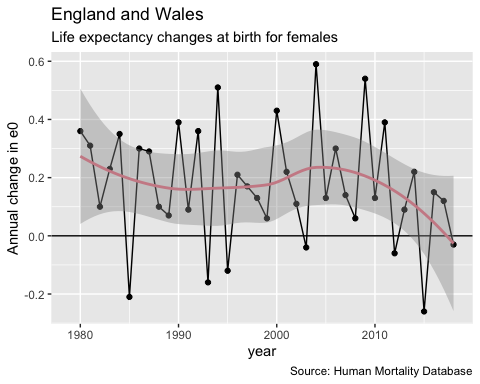 England and Wales
Life expectancy changes at birth for females
Annual change in e0
0.6
0.4
0.2
0.0
-0.2
1980
1990
2000
2010
year
Source: Human Mortality Database